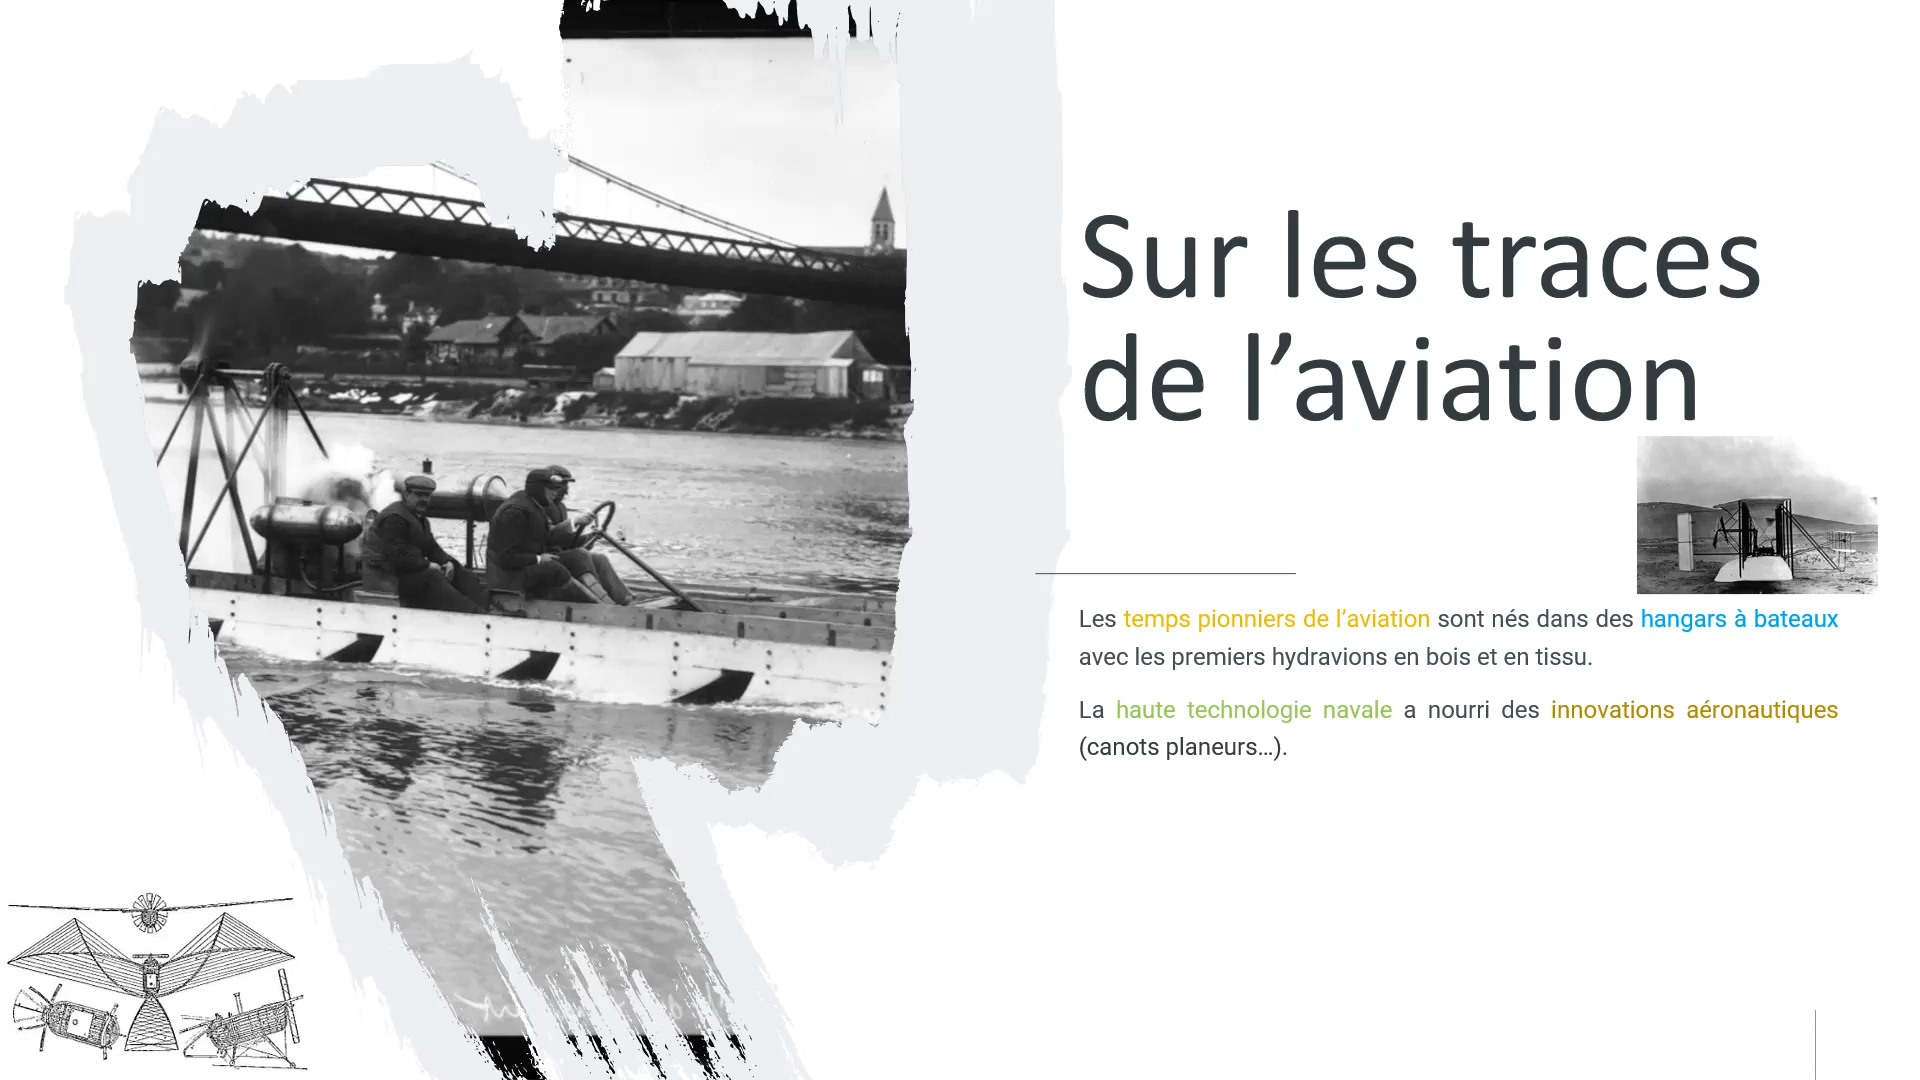 Sur les traces
de l’aviation
Les temps pionniers de l’aviation sont nés dans des hangars à bateaux
avec les premiers hydravions en bois et en tissu.
La haute technologie navale a nourri des innovations aéronautiques
(canots planeurs…).